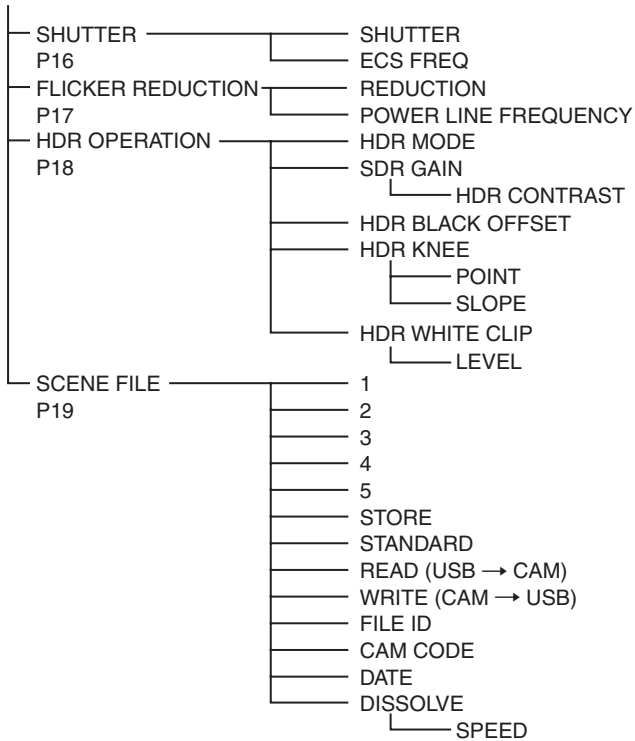 SHUTTER SHUTTER
P16 ECS FREQ
FLICKER REDUCTION REDUCTION
P17 POWER LINE FREQUENCY
HDR OPERATION HDR MODE
P18 SDR GAIN
HDR CONTRAST
HDR BLACK OFFSET
HDR KNEE
POINT
SLOPE
HDR WHITE CLIP
LEVEL
SCENE FILE 1
P19 2
3
4
5
STORE
STANDARD
READ (USB → CAM)
WRITE (CAM → USB)
FILE ID
CAM CODE
DATE
DISSOLVE
SPEED